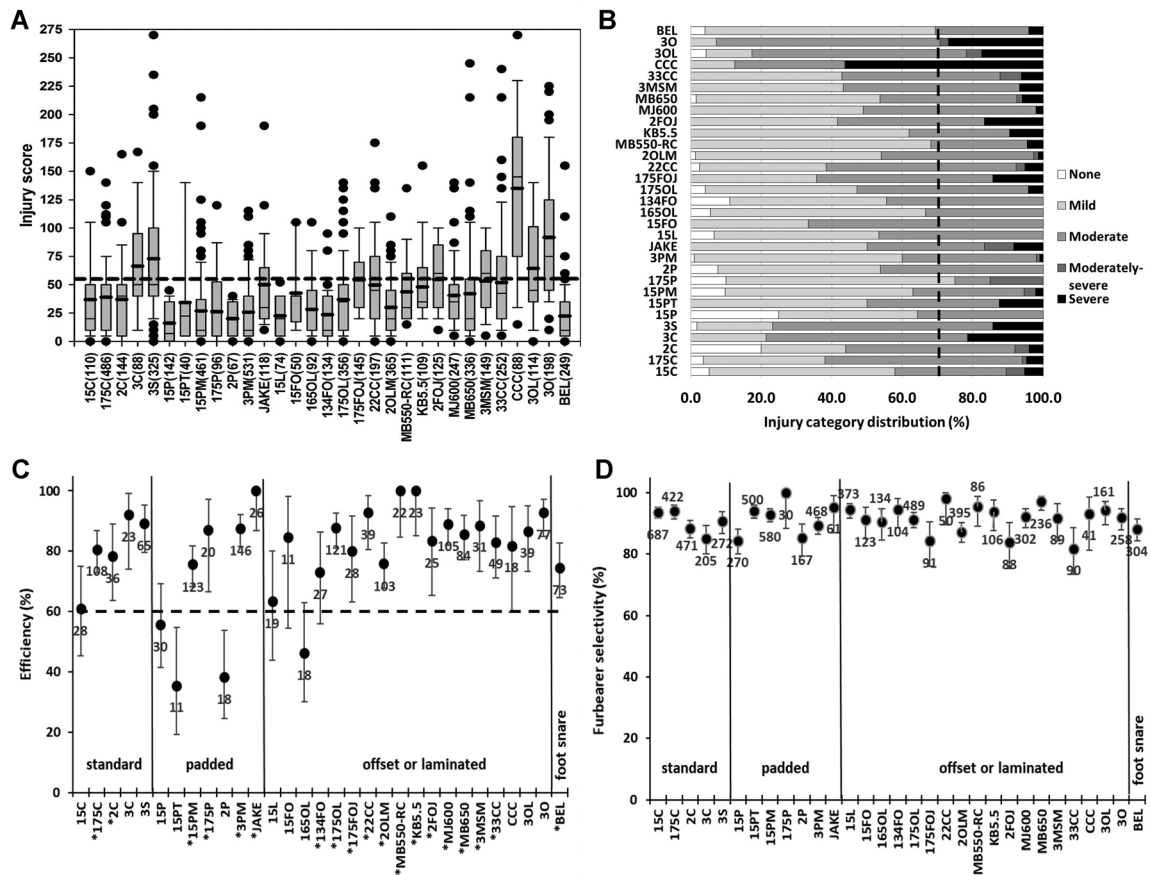 A
275
250
225
200
175
150
125
100
75
50
25
0
Injury score
15C(110)
175C(486)
2C(144)
3C(88)
3S(325)
15P(142)
15PT(40)
15PM(461)
175P(96)
2P(67)
3PM(531)
JAKE(118)
15L(74)
15FO(50)
165OL(92)
134FO(134)
175OL(356)
175FOJ(145)
22CC(197)
2OLM(365)
MB550-RC(111)
KB5.5(109)
2FOJ(125)
MJ600(247)
MB650(336)
3MSM(149)
33CC(252)
CCC(88)
3OL(114)
3O(198)
BEL(249)
B
BEL
3O
3OL
CCC
33CC
3MSM
MB650
MJ600
2FOJ
KB5.5
MB550-RC
2OLM
22CC
175FOJ
175OL
134FO
165OL
15FO
15L
JAKE
3PM
2P
175P
15PM
15PT
15P
3S
3C
2C
175C
15C
0.0 20.0 40.0 60.0 80.0 100.0
Injury category distribution (%)
None
Mild
Moderate
Moderately-
severe
Severe
C
100
80
60
40
20
0
Efficiency (%)
28
108
36
23
65
30
11
123
20
18
146
26
19
11
18
27
121
28
39
103
22
23
25
105
84
31
49
18
39
77
73
standard
padded
offset or laminated
foot snare
15C
*175C
*2C
3C
3S
15P
15PT
*15PM
*175P
2P
*3PM
*JAKE
15L
15FO
165OL
*134FO
*175OL
*175FOJ
*22CC
*2OLM
*MB550-RC
*KB5.5
*2FOJ
*MJ600
*MB650
*3MSM
*33CC
CCC
3OL
3O
*BEL
D
100
80
60
40
20
0
Furbearer selectivity (%)
687
422
471
205
272
270
500
580
30
167
468
61
373
123
134
104
489
91
50
395
86
106
88
302
236
89
90
41
161
258
304
standard
padded
offset or laminated
foot snare
15C
175C
2C
3C
3S
15P
15PT
15PM
175P
2P
3PM
JAKE
15L
15FO
165OL
134FO
175OL
175FOJ
22CC
2OLM
MB550-RC
KB5.5
2FOJ
MJ600
MB650
3MSM
33CC
CCC
3OL
3O
BEL